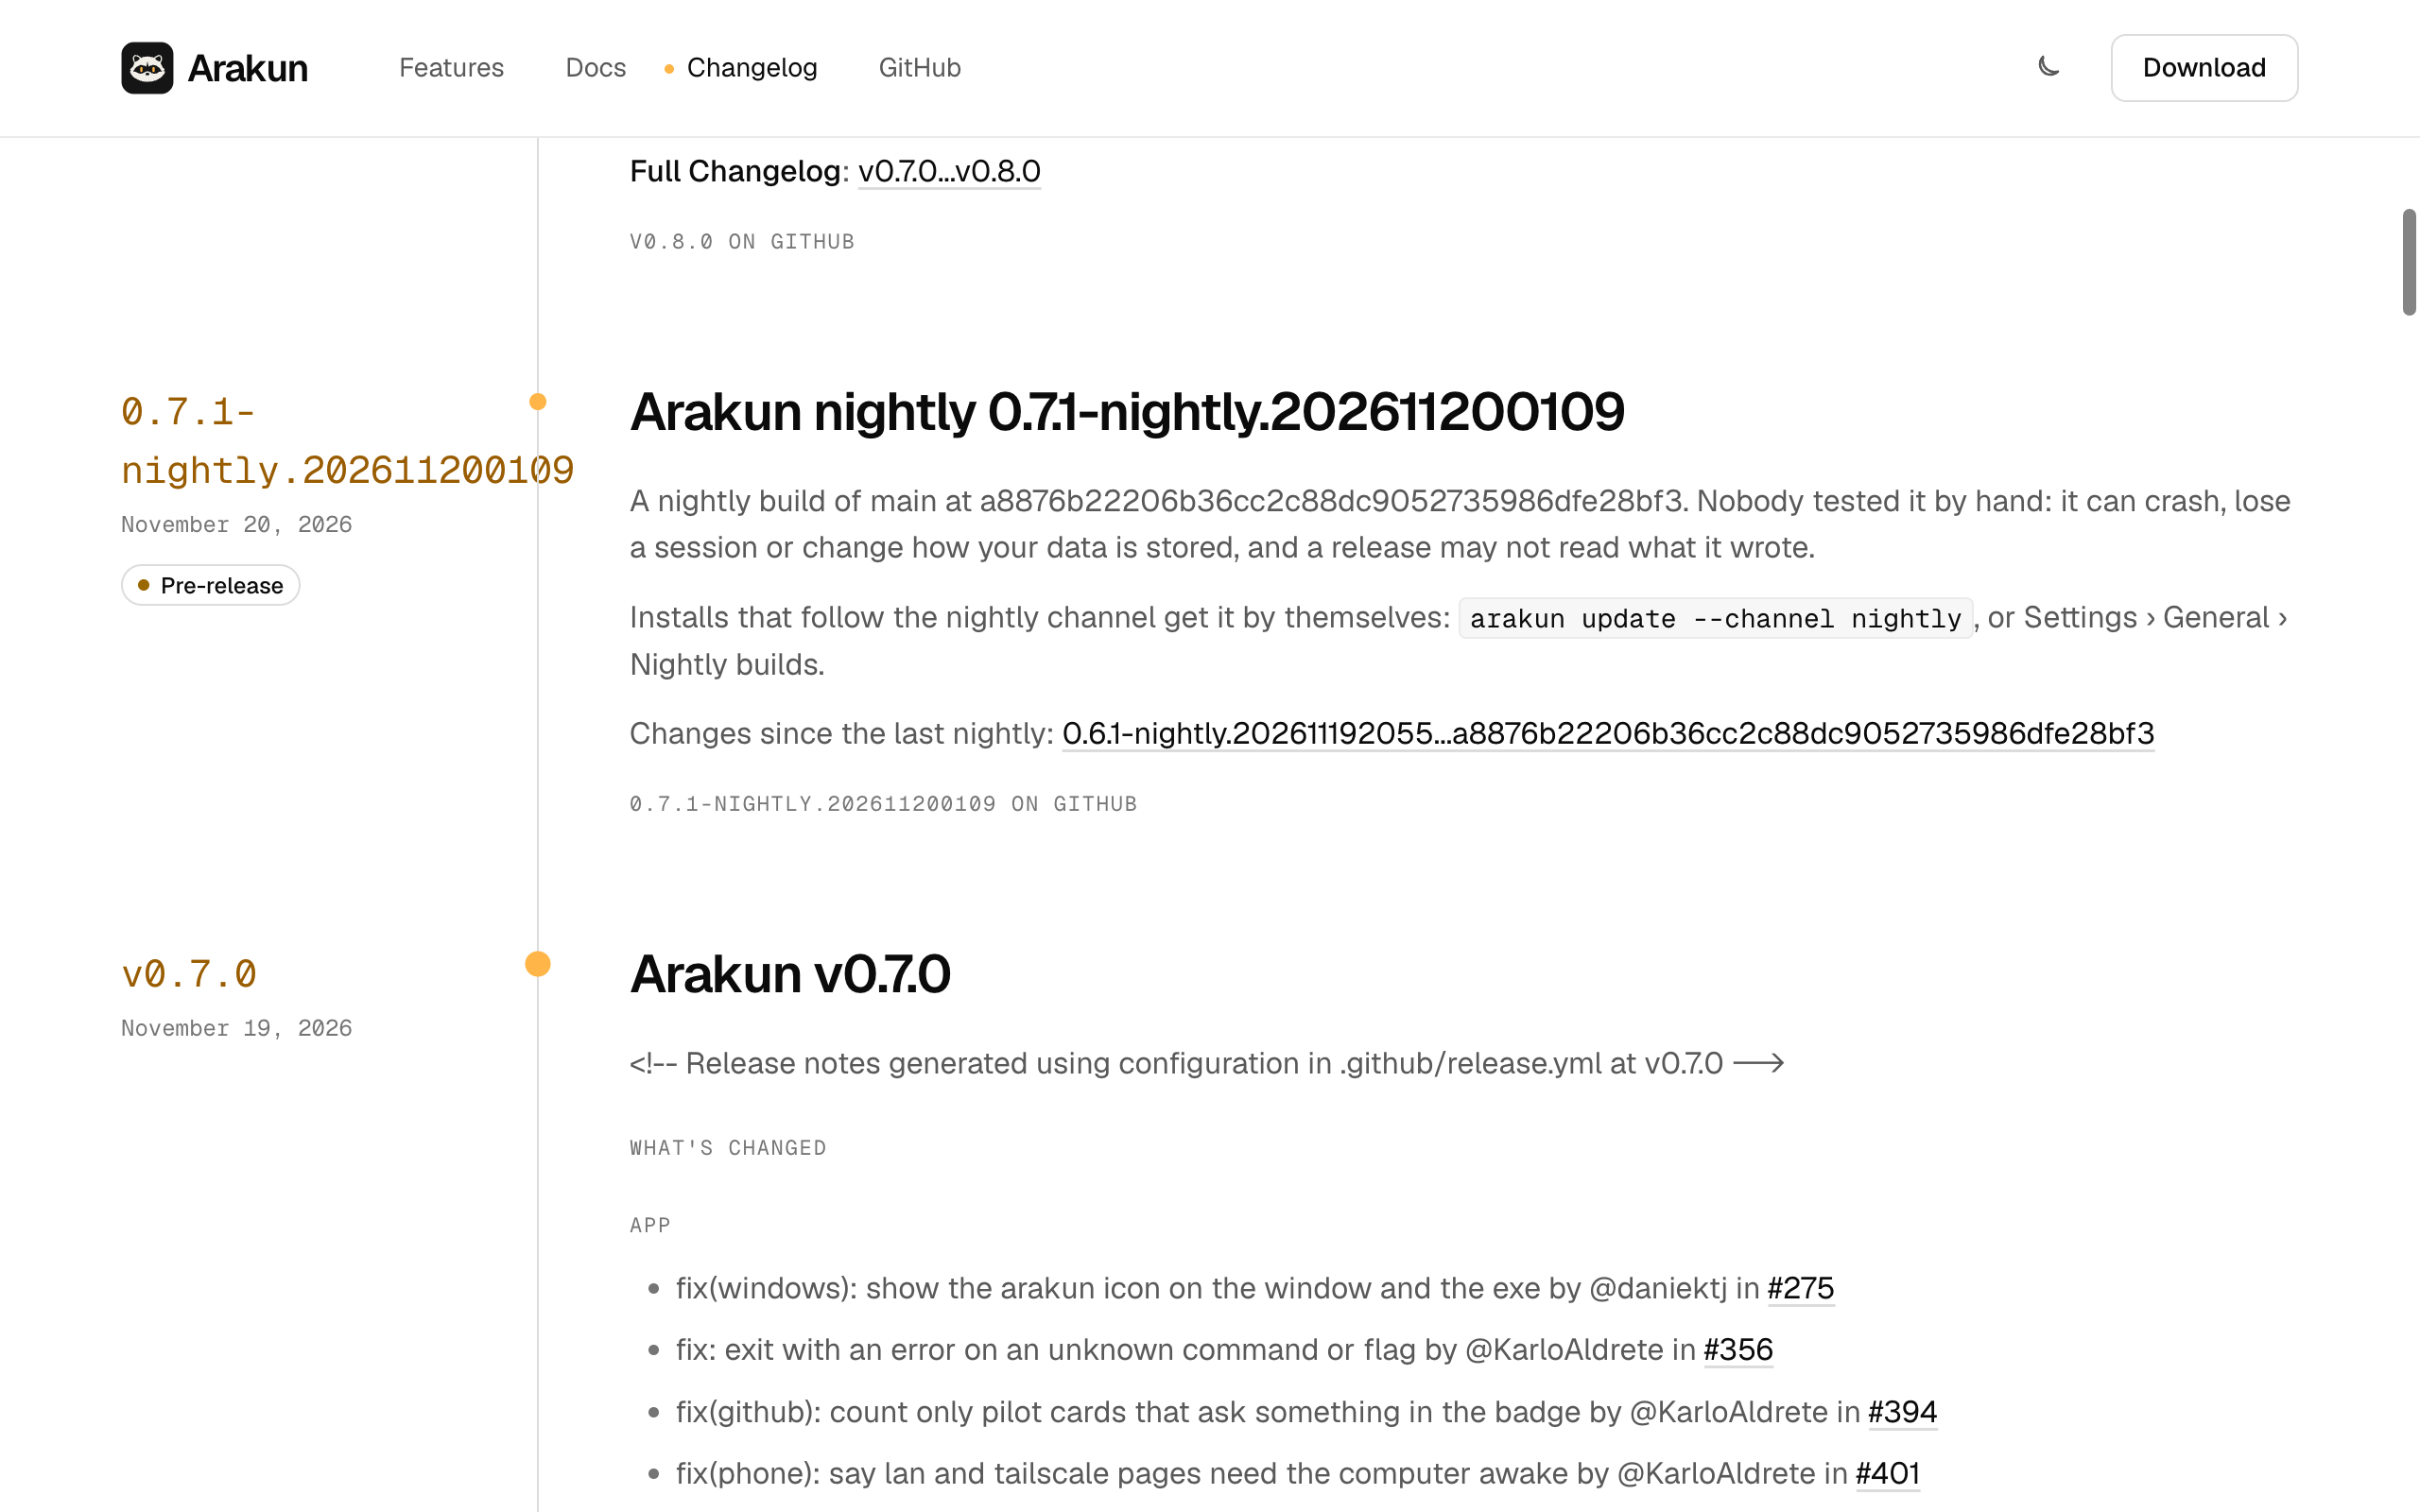 Arakun
Features
Docs
Changelog
GitHub
Download
Full Changelog: v0.7.0...v0.8.0
V0.8.0 ON GITHUB
0.7.1-
nightly.202611200109
November 20, 2026
Pre-release
Arakun nightly 0.7.1-nightly.202611200109
A nightly build of main at a8876b22206b36cc2c88dc9052735986dfe28bf3. Nobody tested it by hand: it can crash, lose
a session or change how your data is stored, and a release may not read what it wrote.
Installs that follow the nightly channel get it by themselves: arakun update --channel nightly, or Settings › General ›
Nightly builds.
Changes since the last nightly: 0.6.1-nightly.202611192055...a8876b22206b36cc2c88dc9052735986dfe28bf3
0.7.1-NIGHTLY.202611200109 ON GITHUB
v0.7.0
November 19, 2026
Arakun v0.7.0
<!-- Release notes generated using configuration in .github/release.yml at v0.7.0 -->
WHAT'S CHANGED
APP
• fix(windows): show the arakun icon on the window and the exe by @daniektj in #275
• fix: exit with an error on an unknown command or flag by @KarloAldrete in #356
• fix(github): count only pilot cards that ask something in the badge by @KarloAldrete in #394
• fix(phone): say lan and tailscale pages need the computer awake by @KarloAldrete in #401